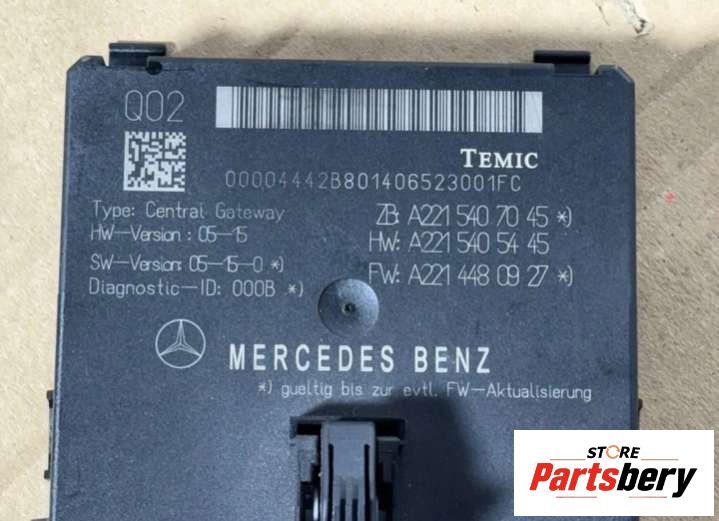 Q02
TEMIC
00004442B801406523001FC
Type: Central Gateway
HW-Version : 05-15
SW-Version: 05-15-0 *)
Diagnostic-ID: 000B *)
ZB: A221 540 70 45 *)
HW: A221 540 54 45
FW: A221 448 09 27 *)
MERCEDES BENZ
*) gueltig bis zur evtl. FW-Aktualisierung
STORE
Partsbery